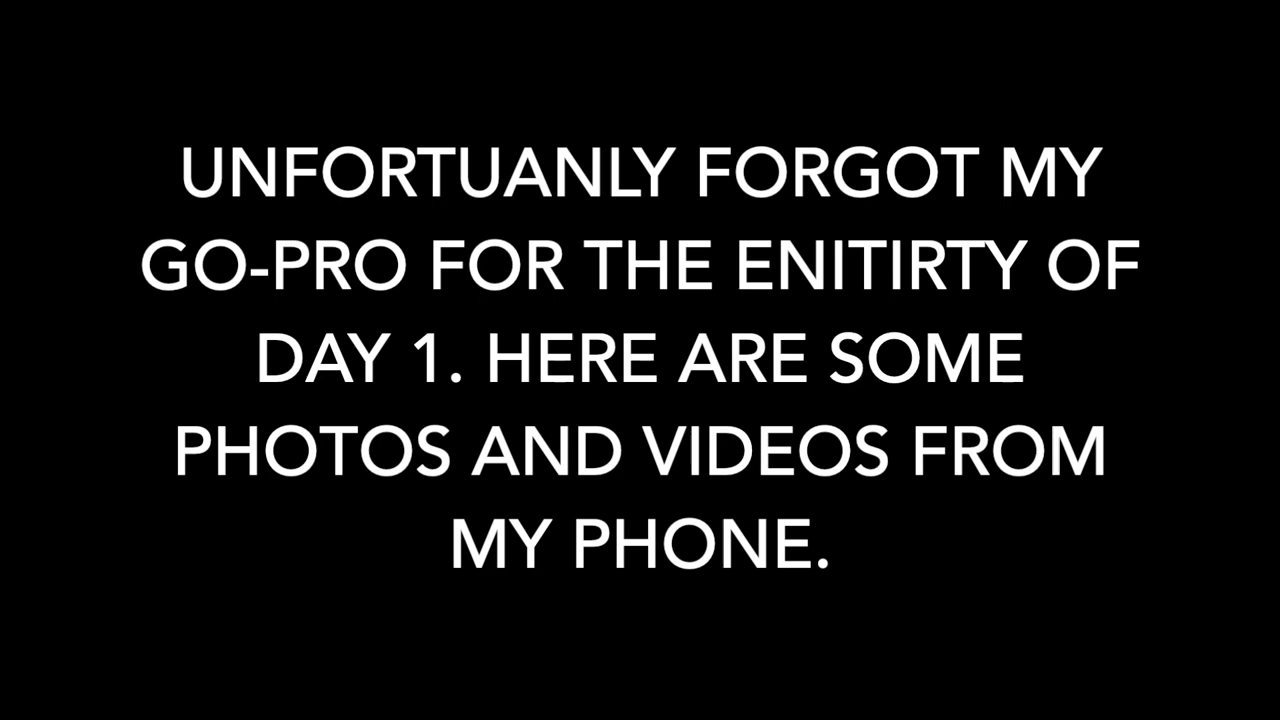 UNFORTUANLY FORGOT MY
GO-PRO FOR THE ENITIRTY OF
DAY 1. HERE ARE SOME
PHOTOS AND VIDEOS FROM
MY PHONE.